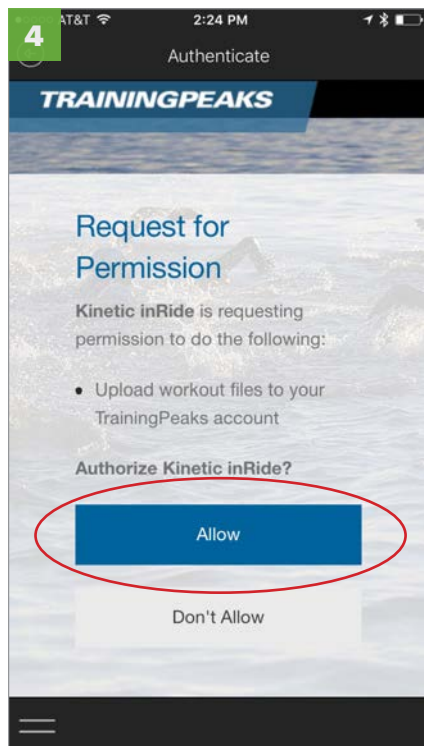 4
AT&T
2:24 PM
Authenticate
TRAININGPEAKS
Request for
Permission
Kinetic inRide is requesting
permission to do the following:
• Upload workout files to your
TrainingPeaks account
Authorize Kinetic inRide?
Allow
Don't Allow